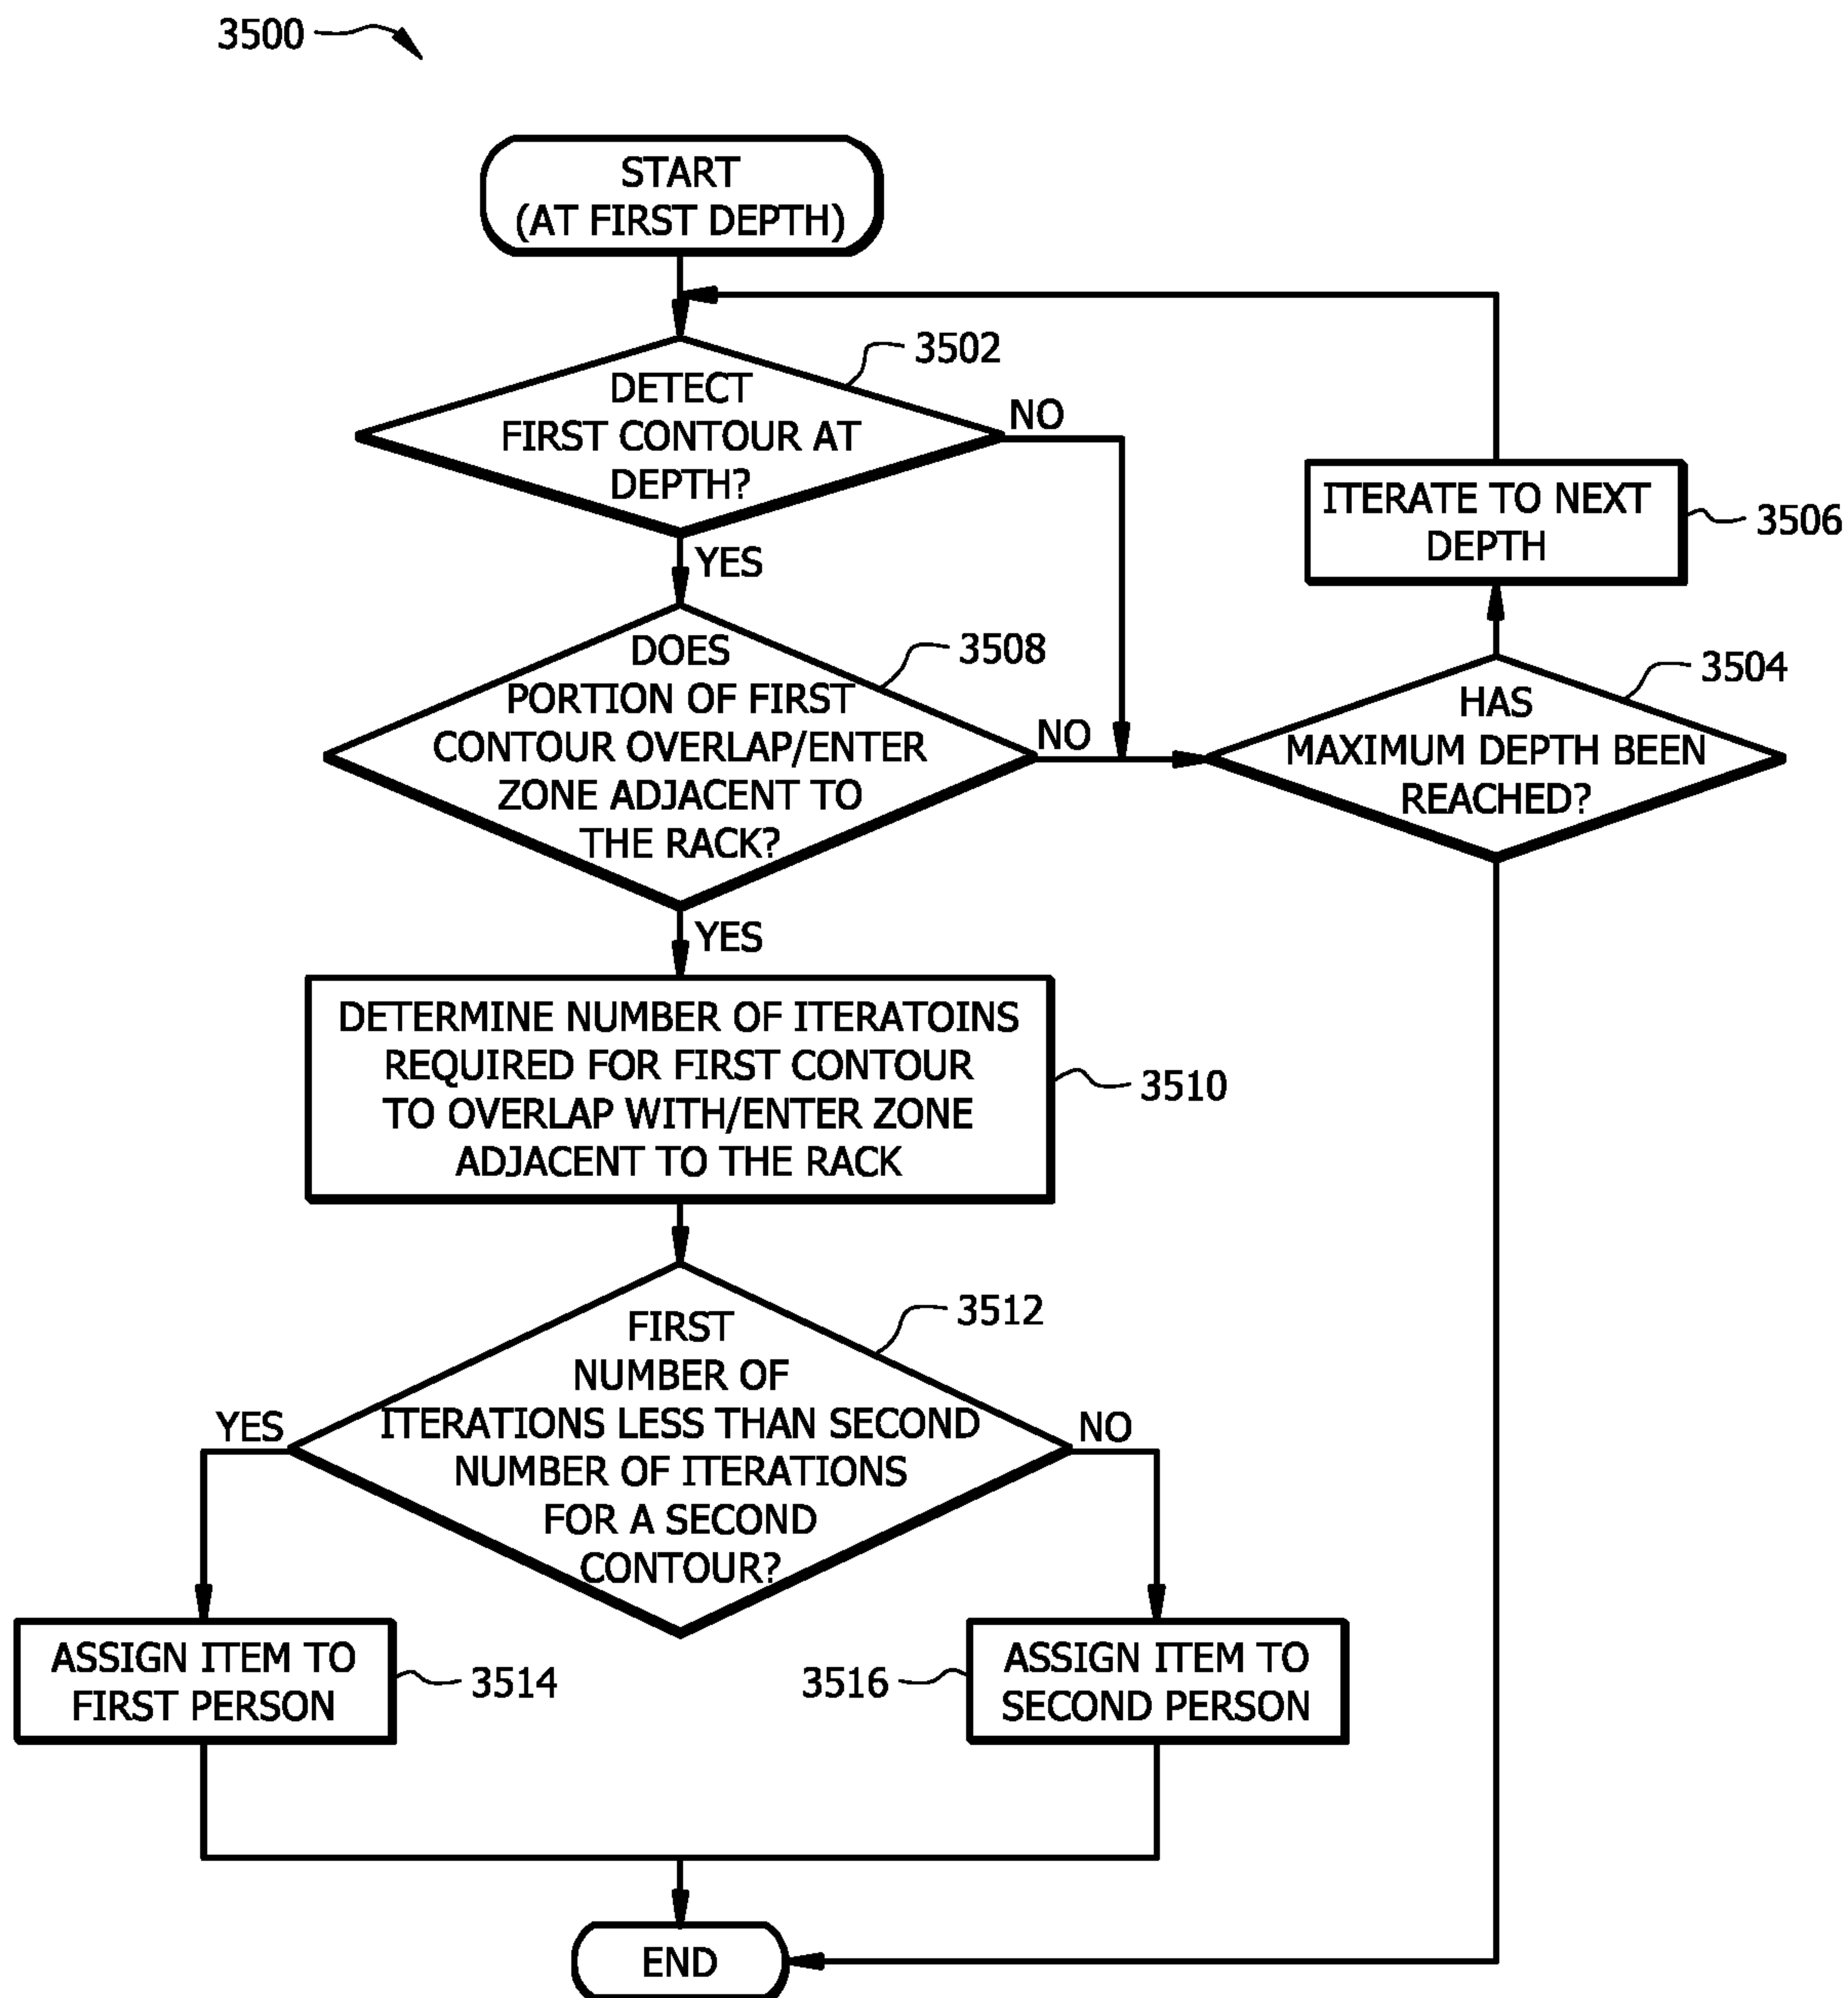 3500
START
(AT FIRST DEPTH)
3502
DETECT
FIRST CONTOUR AT
DEPTH?
NO
YES
ITERATE TO NEXT
DEPTH
3506
DOES
PORTION OF FIRST
CONTOUR OVERLAP/ENTER
ZONE ADJACENT TO
THE RACK?
3508
NO
YES
HAS
MAXIMUM DEPTH BEEN
REACHED?
3504
DETERMINE NUMBER OF ITERATOINS
REQUIRED FOR FIRST CONTOUR
TO OVERLAP WITH/ENTER ZONE
ADJACENT TO THE RACK
3510
FIRST
NUMBER OF
ITERATIONS LESS THAN SECOND
NUMBER OF ITERATIONS
FOR A SECOND
CONTOUR?
3512
YES
NO
ASSIGN ITEM TO
FIRST PERSON
3514
3516
ASSIGN ITEM TO
SECOND PERSON
END